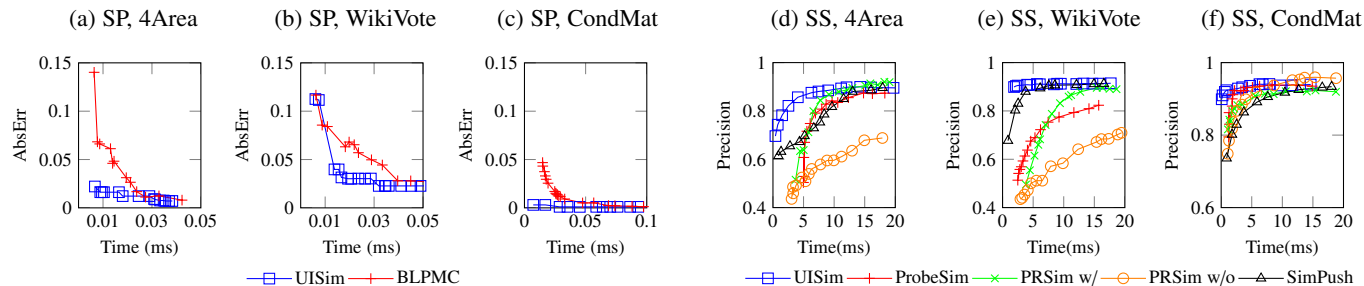 (a) SP, 4Area
(b) SP, WikiVote
(c) SP, CondMat
(d) SS, 4Area
(e) SS, WikiVote
(f) SS, CondMat
AbsErr
0.15
0.1
0.05
0
0.01 0.03 0.05
Time (ms)
AbsErr
0.15
0.1
0.05
0
0.01 0.03 0.05
Time (ms)
AbsErr
0.15
0.1
0.05
0
0 0.05 0.1
Time (ms)
UISim BLPMC
Precision
1
0.8
0.6
0.4
0 5 10 15 20
Time(ms)
Precision
1
0.8
0.6
0.4
0 5 10 15 20
Time(ms)
Precision
1
0.8
0.6
0 5 10 15 20
Time(ms)
UISim ProbeSim PRSim w/ PRSim w/o SimPush